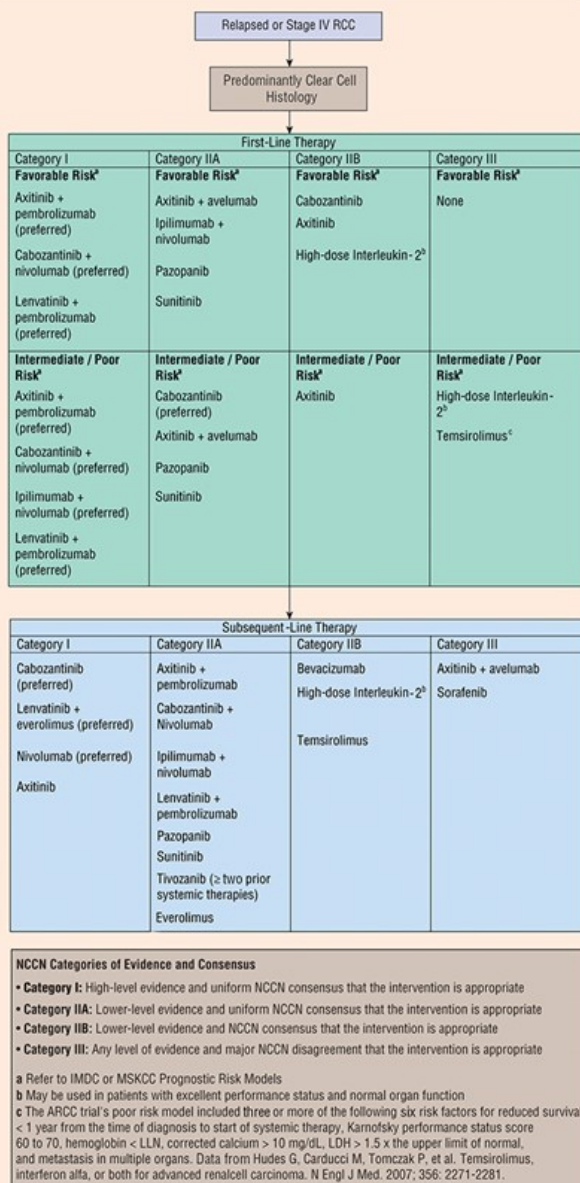 Relapsed or Stage IV RCC
Predominantly Clear Cell
Histology
First-Line Therapy
Category I
Favorable Riskᵃ
Axitinib +
pembrolizumab
(preferred)
Cabozantinib +
nivolumab (preferred)
Lenvatinib +
pembrolizumab
(preferred)
Category IIA
Favorable Riskᵃ
Axitinib + avelumab
Ipilimumab +
nivolumab
Pazopanib
Sunitinib
Category IIB
Favorable Riskᵃ
Cabozantinib
Axitinib
High-dose Interleukin-2ᵇ
Category III
Favorable Riskᵃ
None
Intermediate / Poor
Riskᵃ
Axitinib +
pembrolizumab
(preferred)
Cabozantinib +
nivolumab (preferred)
Ipilimumab +
nivolumab (preferred)
Lenvatinib +
pembrolizumab
(preferred)
Intermediate / Poor
Riskᵃ
Cabozantinib
(preferred)
Axitinib + avelumab
Pazopanib
Sunitinib
Intermediate / Poor
Riskᵃ
Axitinib
Intermediate / Poor
Riskᵃ
High-dose Interleukin-
2ᵇ
Temsirolimusᶜ
Subsequent-Line Therapy
Category I
Cabozantinib
(preferred)
Lenvatinib +
everolimus (preferred)
Nivolumab (preferred)
Axitinib
Category IIA
Axitinib +
pembrolizumab
Cabozantinib +
Nivolumab
Ipilimumab +
nivolumab
Lenvatinib +
pembrolizumab
Pazopanib
Sunitinib
Tivozanib (≥ two prior
systemic therapies)
Everolimus
Category IIB
Bevacizumab
High-dose Interleukin-2ᵇ
Temsirolimus
Category III
Axitinib + avelumab
Sorafenib
NCCN Categories of Evidence and Consensus
• Category I: High-level evidence and uniform NCCN consensus that the intervention is appropriate
• Category IIA: Lower-level evidence and uniform NCCN consensus that the intervention is appropriate
• Category IIB: Lower-level evidence and NCCN consensus that the intervention is appropriate
• Category III: Any level of evidence and major NCCN disagreement that the intervention is appropriate
a Refer to IMDC or MSKCC Prognostic Risk Models
b May be used in patients with excellent performance status and normal organ function
c The ARCC trial's poor risk model included three or more of the following six risk factors for reduced surviva
< 1 year from the time of diagnosis to start of systemic therapy, Karnofsky performance status score
60 to 70, hemoglobin < LLN, corrected calcium > 10 mg/dL, LDH > 1.5 x the upper limit of normal,
and metastasis in multiple organs. Data from Hudes G, Carducci M, Tomczak P, et al. Temsirolimus,
interferon alfa, or both for advanced renalcell carcinoma. N Engl J Med. 2007; 356: 2271-2281.